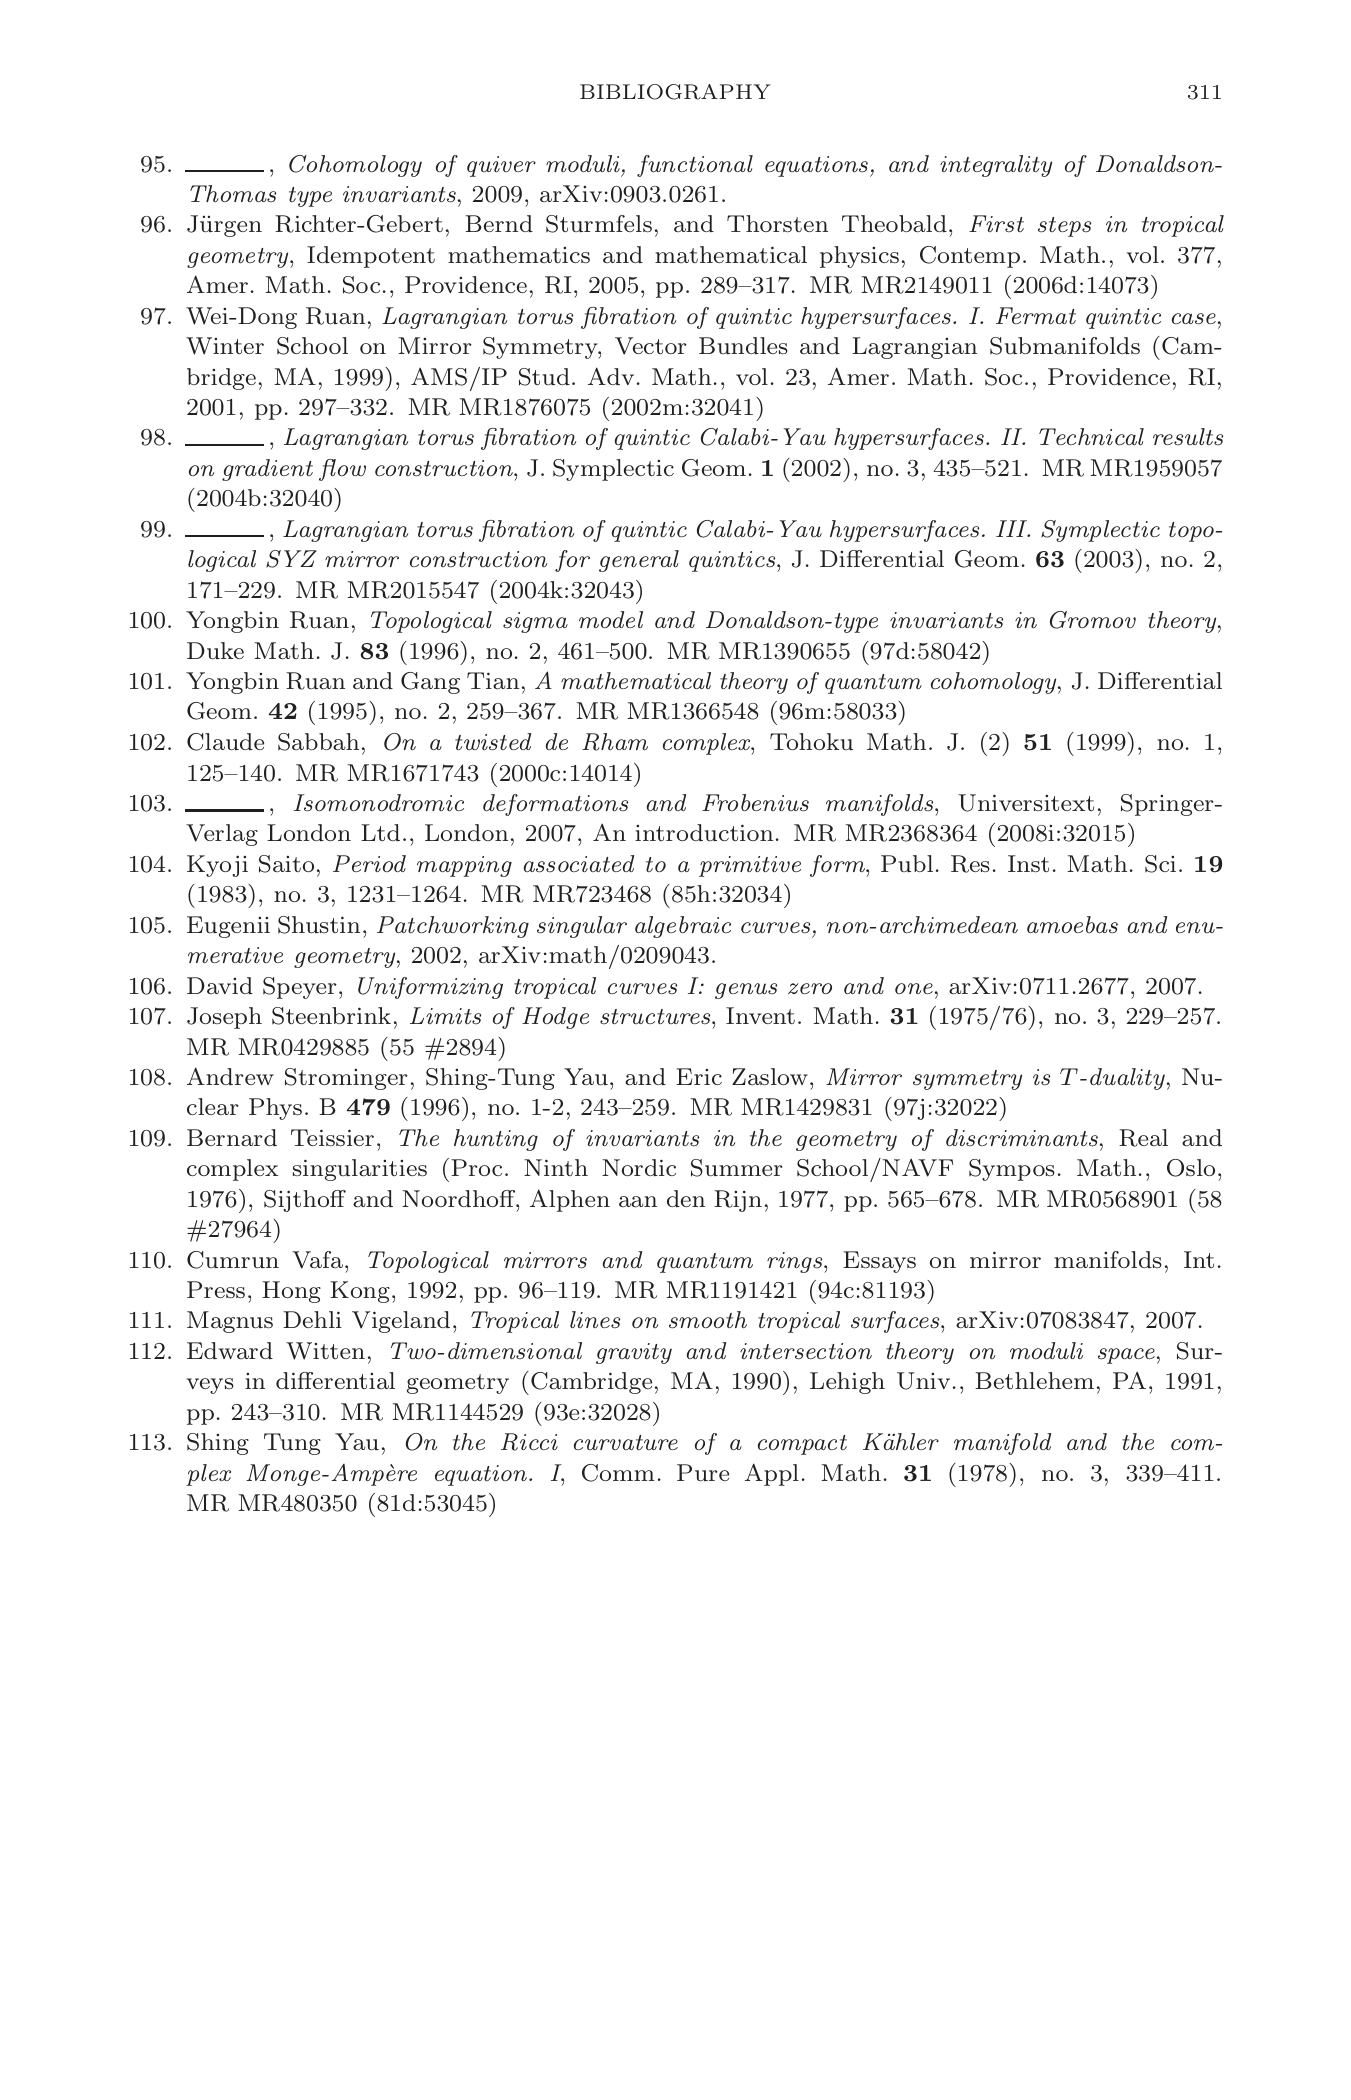 BIBLIOGRAPHY 311
95. ______, Cohomology of quiver moduli, functional equations, and integrality of Donaldson-
Thomas type invariants, 2009, arXiv:0903.0261.
96. Jürgen Richter-Gebert, Bernd Sturmfels, and Thorsten Theobald, First steps in tropical
geometry, Idempotent mathematics and mathematical physics, Contemp. Math., vol. 377,
Amer. Math. Soc., Providence, RI, 2005, pp. 289–317. MR MR2149011 (2006d:14073)
97. Wei-Dong Ruan, Lagrangian torus fibration of quintic hypersurfaces. I. Fermat quintic case,
Winter School on Mirror Symmetry, Vector Bundles and Lagrangian Submanifolds (Cam-
bridge, MA, 1999), AMS/IP Stud. Adv. Math., vol. 23, Amer. Math. Soc., Providence, RI,
2001, pp. 297–332. MR MR1876075 (2002m:32041)
98. ______, Lagrangian torus fibration of quintic Calabi-Yau hypersurfaces. II. Technical results
on gradient flow construction, J. Symplectic Geom. 1 (2002), no. 3, 435–521. MR MR1959057
(2004b:32040)
99. ______, Lagrangian torus fibration of quintic Calabi-Yau hypersurfaces. III. Symplectic topo-
logical SYZ mirror construction for general quintics, J. Differential Geom. 63 (2003), no. 2,
171–229. MR MR2015547 (2004k:32043)
100. Yongbin Ruan, Topological sigma model and Donaldson-type invariants in Gromov theory,
Duke Math. J. 83 (1996), no. 2, 461–500. MR MR1390655 (97d:58042)
101. Yongbin Ruan and Gang Tian, A mathematical theory of quantum cohomology, J. Differential
Geom. 42 (1995), no. 2, 259–367. MR MR1366548 (96m:58033)
102. Claude Sabbah, On a twisted de Rham complex, Tohoku Math. J. (2) 51 (1999), no. 1,
125–140. MR MR1671743 (2000c:14014)
103. ______, Isomonodromic deformations and Frobenius manifolds, Universitext, Springer-
Verlag London Ltd., London, 2007, An introduction. MR MR2368364 (2008i:32015)
104. Kyoji Saito, Period mapping associated to a primitive form, Publ. Res. Inst. Math. Sci. 19
(1983), no. 3, 1231–1264. MR MR723468 (85h:32034)
105. Eugenii Shustin, Patchworking singular algebraic curves, non-archimedean amoebas and enu-
merative geometry, 2002, arXiv:math/0209043.
106. David Speyer, Uniformizing tropical curves I: genus zero and one, arXiv:0711.2677, 2007.
107. Joseph Steenbrink, Limits of Hodge structures, Invent. Math. 31 (1975/76), no. 3, 229–257.
MR MR0429885 (55 #2894)
108. Andrew Strominger, Shing-Tung Yau, and Eric Zaslow, Mirror symmetry is T-duality, Nu-
clear Phys. B 479 (1996), no. 1-2, 243–259. MR MR1429831 (97j:32022)
109. Bernard Teissier, The hunting of invariants in the geometry of discriminants, Real and
complex singularities (Proc. Ninth Nordic Summer School/NAVF Sympos. Math., Oslo,
1976), Sijthoff and Noordhoff, Alphen aan den Rijn, 1977, pp. 565–678. MR MR0568901 (58
#27964)
110. Cumrun Vafa, Topological mirrors and quantum rings, Essays on mirror manifolds, Int.
Press, Hong Kong, 1992, pp. 96–119. MR MR1191421 (94c:81193)
111. Magnus Dehli Vigeland, Tropical lines on smooth tropical surfaces, arXiv:07083847, 2007.
112. Edward Witten, Two-dimensional gravity and intersection theory on moduli space, Sur-
veys in differential geometry (Cambridge, MA, 1990), Lehigh Univ., Bethlehem, PA, 1991,
pp. 243–310. MR MR1144529 (93e:32028)
113. Shing Tung Yau, On the Ricci curvature of a compact Kähler manifold and the com-
plex Monge-Ampère equation. I, Comm. Pure Appl. Math. 31 (1978), no. 3, 339–411.
MR MR480350 (81d:53045)